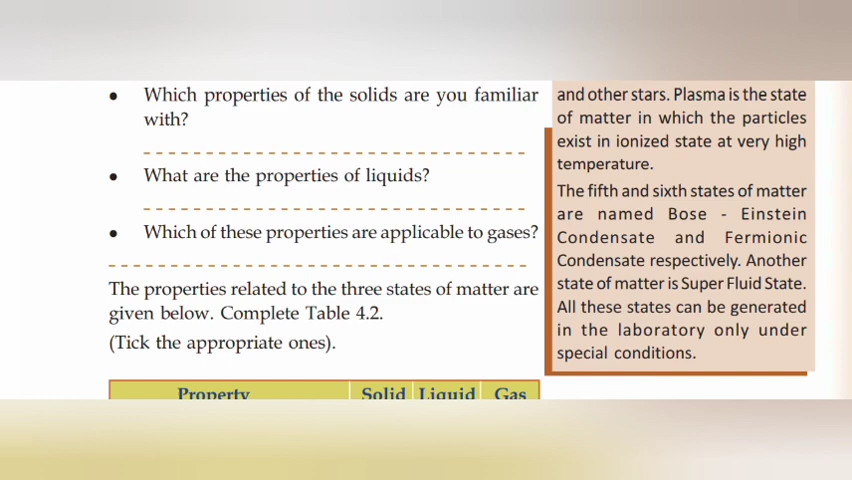 • Which properties of the solids are you familiar
with?
• What are the properties of liquids?
• Which of these properties are applicable to gases?
The properties related to the three states of matter are
given below. Complete Table 4.2.
(Tick the appropriate ones).
Property Solid Liquid Gas
and other stars. Plasma is the state
of matter in which the particles
exist in ionized state at very high
temperature.
The fifth and sixth states of matter
are named Bose - Einstein
Condensate and Fermionic
Condensate respectively. Another
state of matter is Super Fluid State.
All these states can be generated
in the laboratory only under
special conditions.